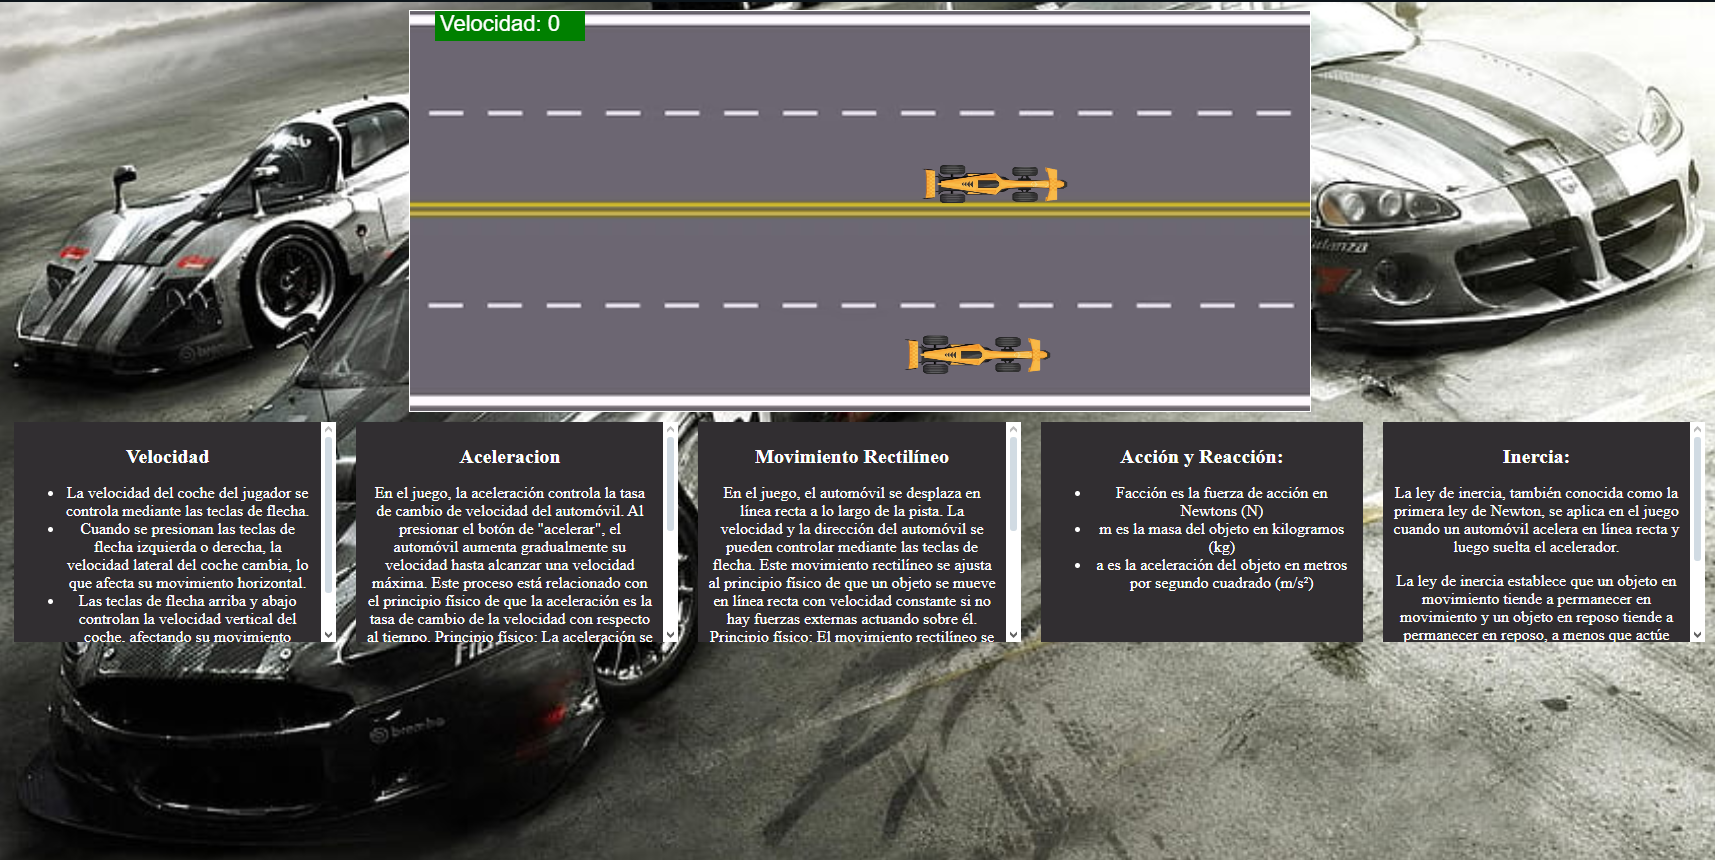 Velocidad: 0
Velocidad
• La velocidad del coche del jugador se
controla mediante las teclas de flecha.
• Cuando se presionan las teclas de
flecha izquierda o derecha, la
velocidad lateral del coche cambia, lo
que afecta su movimiento horizontal.
• Las teclas de flecha arriba y abajo
controlan la velocidad vertical del
coche, afectando su movimiento
Aceleracion
En el juego, la aceleración controla la tasa
de cambio de velocidad del automóvil. Al
presionar el botón de "acelerar", el
automóvil aumenta gradualmente su
velocidad hasta alcanzar una velocidad
máxima. Este proceso está relacionado con
el principio físico de que la aceleración es la
tasa de cambio de la velocidad con respecto
al tiempo. Principio físico: La aceleración se
Movimiento Rectilíneo
En el juego, el automóvil se desplaza en
línea recta a lo largo de la pista. La
velocidad y la dirección del automóvil se
pueden controlar mediante las teclas de
flecha. Este movimiento rectilíneo se ajusta
al principio físico de que un objeto se mueve
en línea recta con velocidad constante si no
hay fuerzas externas actuando sobre él.
Principio físico: El movimiento rectilíneo se
Acción y Reacción:
• Facción es la fuerza de acción en
Newtons (N)
• m es la masa del objeto en kilogramos
(kg)
• a es la aceleración del objeto en metros
por segundo cuadrado (m/s²)
Inercia:
La ley de inercia, también conocida como la
primera ley de Newton, se aplica en el juego
cuando un automóvil acelera en línea recta y
luego suelta el acelerador.
La ley de inercia establece que un objeto en
movimiento tiende a permanecer en
movimiento y un objeto en reposo tiende a
permanecer en reposo, a menos que actúe
brembo